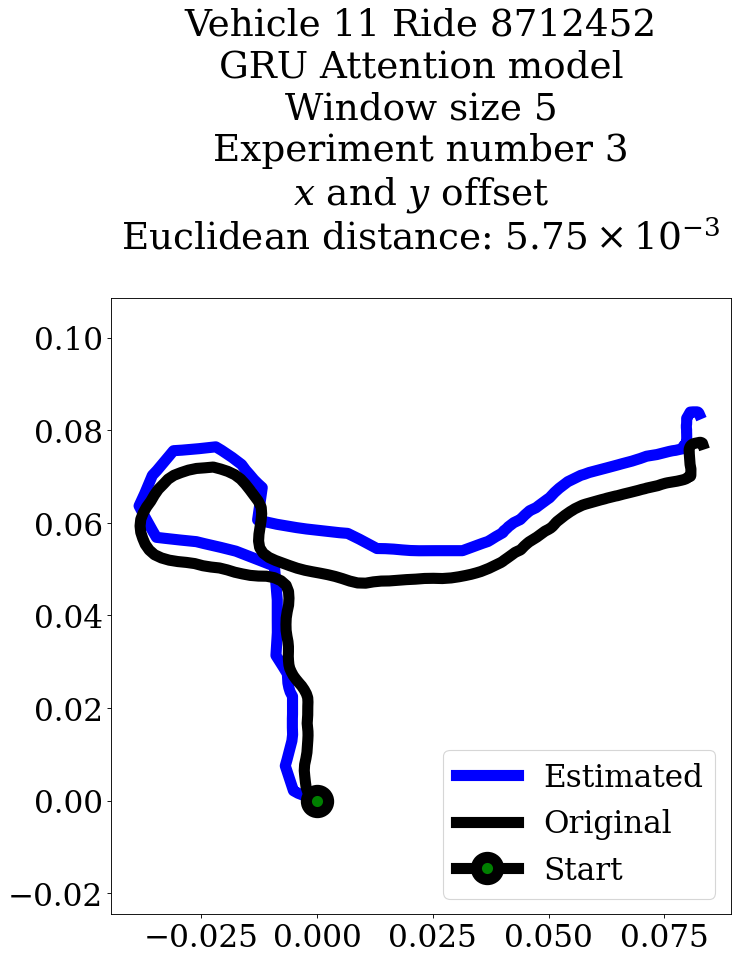 Vehicle 11 Ride 8712452
GRU Attention model
Window size 5
Experiment number 3
x and y offset
Euclidean distance: 5.75 × 10⁻³
0.10
0.08
0.06
0.04
0.02
0.00
−0.02
−0.025 0.000 0.025 0.050 0.075
Estimated
Original
Start